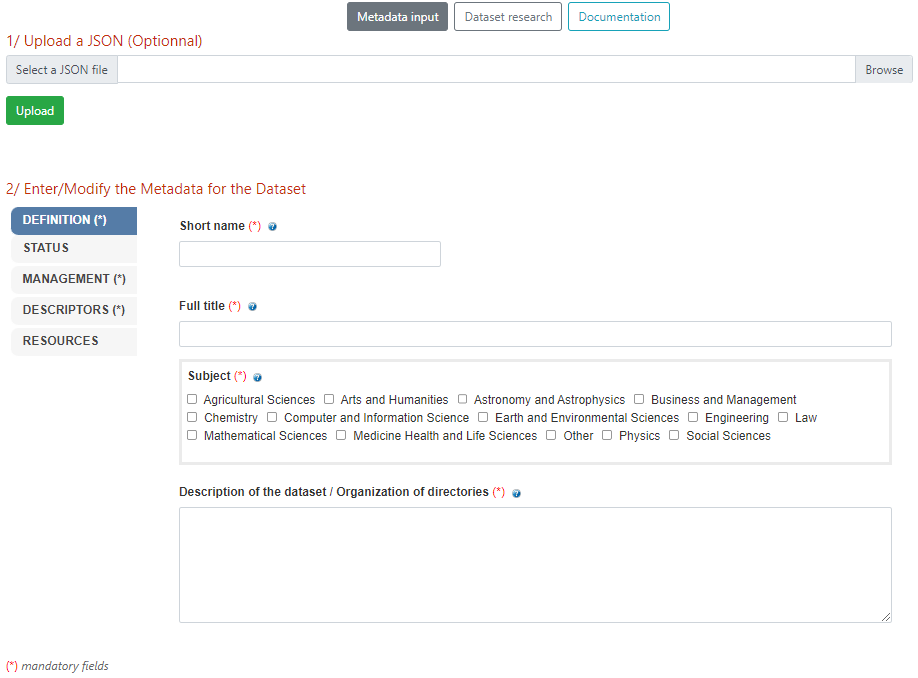 Metadata input Dataset research Documentation
1/ Upload a JSON (Optionnal)
Select a JSON file Browse
Upload
2/ Enter/Modify the Metadata for the Dataset
DEFINITION (*)
STATUS
MANAGEMENT (*)
DESCRIPTORS (*)
RESOURCES
Short name (*) ?
Full title (*) ?
Subject (*) ?
Agricultural Sciences Arts and Humanities Astronomy and Astrophysics Business and Management
Chemistry Computer and Information Science Earth and Environmental Sciences Engineering Law
Mathematical Sciences Medicine Health and Life Sciences Other Physics Social Sciences
Description of the dataset / Organization of directories (*) ?
(*) mandatory fields